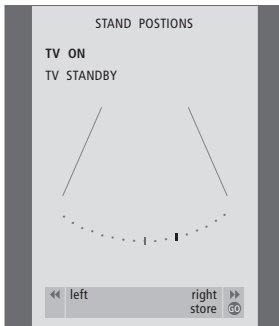 STAND POSTIONS
TV ON
TV STANDBY
left right
store GO